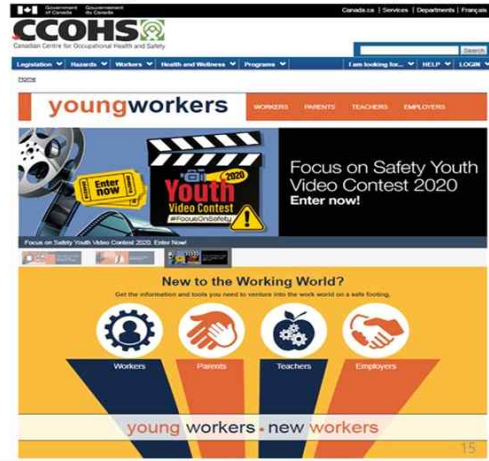 Government of Canada
Gouvernement du Canada
Canada.ca | Services | Departments | Français
CCOHS
Canadian Centre for Occupational Health and Safety
Search
Legislation Hazards Workers Health and Wellness Programs I am looking for... HELP LOGIN
Home
youngworkers
WORKERS PARENTS TEACHERS EMPLOYERS
Enter now
2020
Youth
Video Contest
#FocusOnSafety
Focus on Safety Youth
Video Contest 2020
Enter now!
Focus on Safety Youth Video Contest 2020. Enter Now!
New to the Working World?
Get the information and tools you need to venture into the work world on a safe footing.
Workers Parents Teachers Employers
young workers • new workers
15